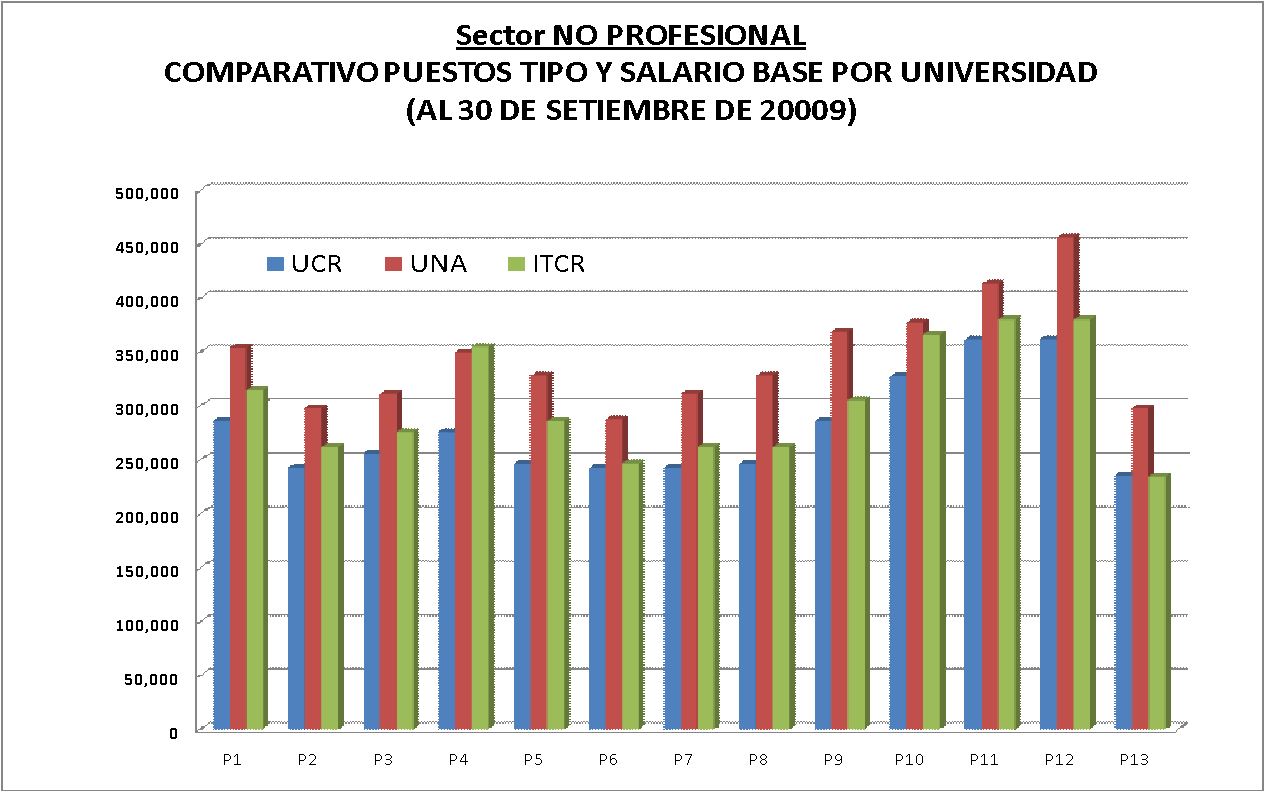 Sector NO PROFESIONAL
COMPARATIVO PUESTOS TIPO Y SALARIO BASE POR UNIVERSIDAD
(AL 30 DE SETIEMBRE DE 20009)
500,000
450,000
400,000
350,000
300,000
250,000
200,000
150,000
100,000
50,000
0
UCR UNA ITCR
P1 P2 P3 P4 P5 P6 P7 P8 P9 P10 P11 P12 P13